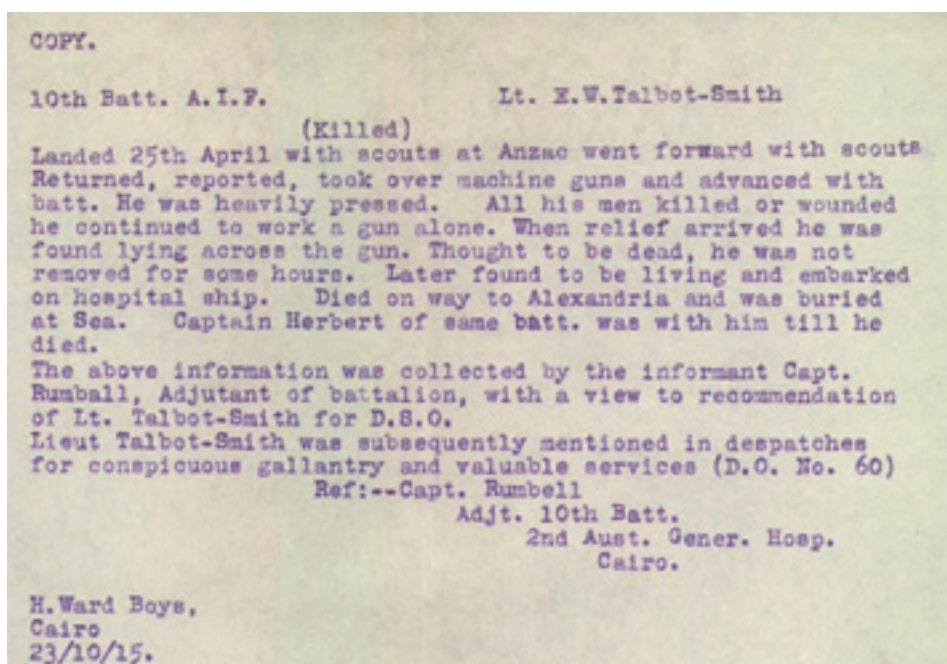 COPY.
10th Batt. A.I.F. Lt. E.W.Talbot-Smith
(Killed)
Landed 25th April with scouts at Anzac went forward with scouts
Returned, reported, took over machine guns and advanced with
batt. He was heavily pressed. All his men killed or wounded
he continued to work a gun alone. When relief arrived he was
found lying across the gun. Thought to be dead, he was not
removed for some hours. Later found to be living and embarked
on hospital ship. Died on way to Alexandria and was buried
at Sea. Captain Herbert of same batt. was with him till he
died.
The above information was collected by the informant Capt.
Rumball, Adjutant of battalion, with a view to recommendation
of Lt. Talbot-Smith for D.S.O.
Lieut Talbot-Smith was subsequently mentioned in despatches
for conspicuous gallantry and valuable services (D.O. No. 60)
Ref:--Capt. Rumbell
Adjt. 10th Batt.
2nd Aust. Gener. Hosp.
Cairo.
H.Ward Boys,
Cairo
23/10/15.